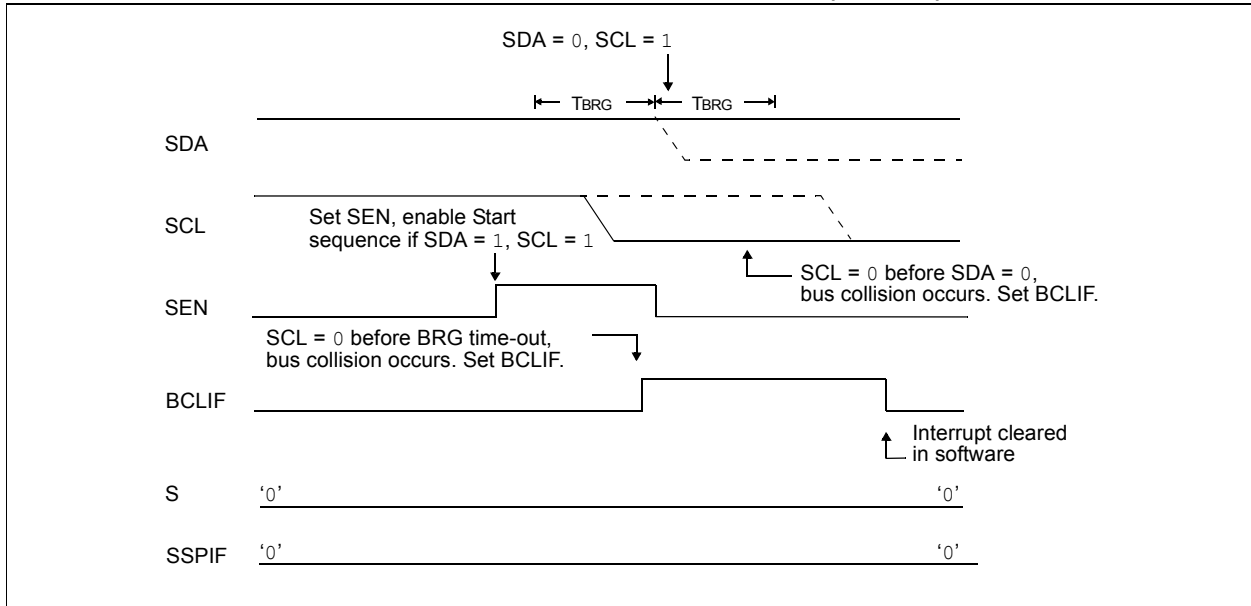 SDA = 0, SCL = 1
TBRG TBRG
SDA
SCL
Set SEN, enable Start
sequence if SDA = 1, SCL = 1
SCL = 0 before SDA = 0,
bus collision occurs. Set BCLIF.
SEN
SCL = 0 before BRG time-out,
bus collision occurs. Set BCLIF.
BCLIF
Interrupt cleared
in software
S ‘0’ ‘0’
SSPIF ‘0’ ‘0’